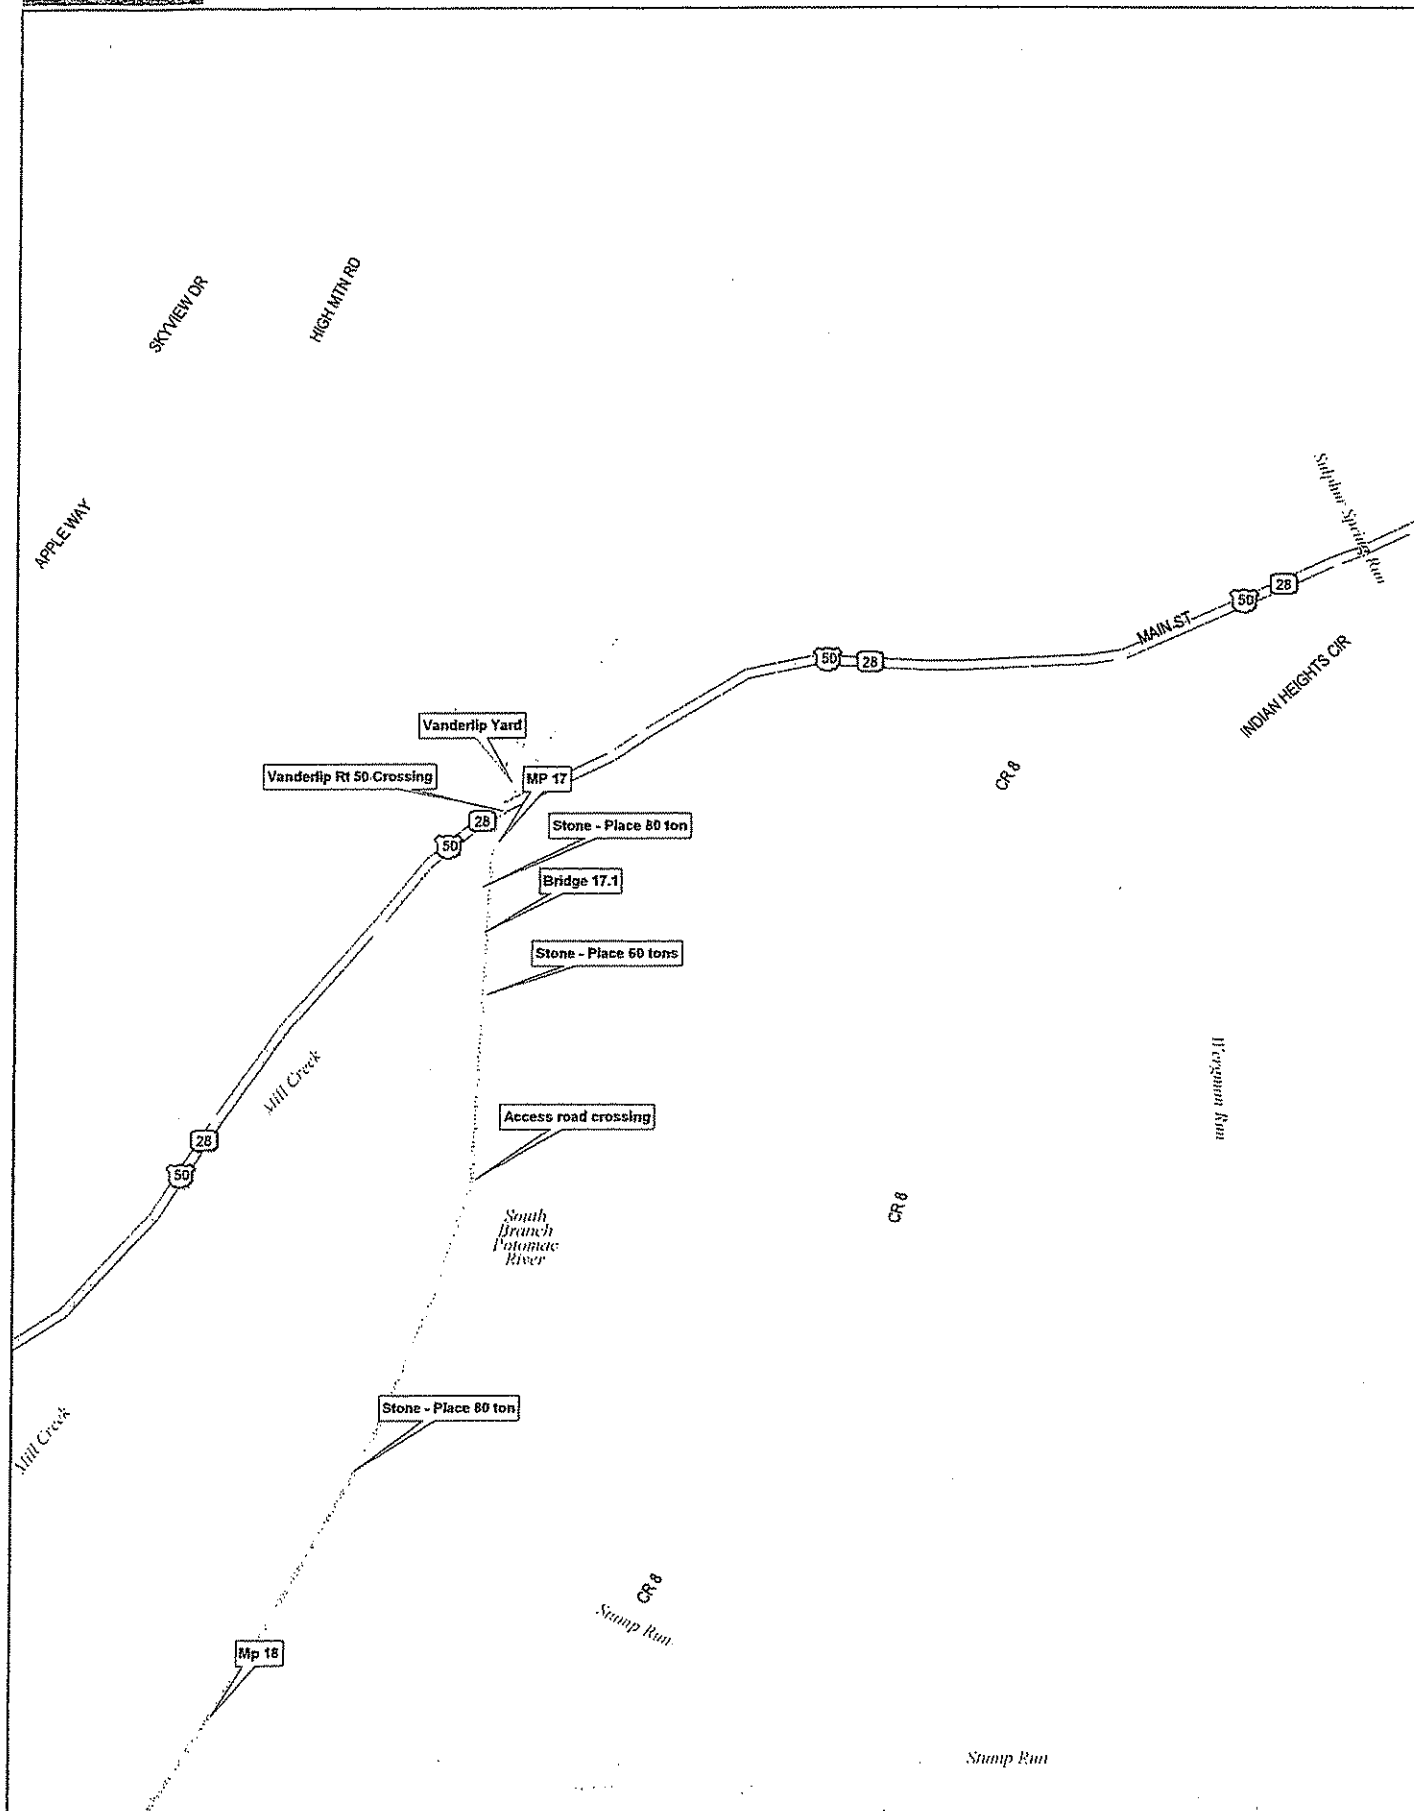 SKYVIEW DR
HIGH MTN RD
APPLE WAY
Sulphur Spring Run
28
50
MAIN ST
50
28
INDIAN HEIGHTS CIR
Vanderlip Yard
CR 8
Vanderlip Rt 50 Crossing
MP 17
28
Stone - Place 80 ton
50
Bridge 17.1
Stone - Place 60 tons
Mill Creek
Wergman Run
Access road crossing
28
50
CR 8
South
Branch
Potomac
River
Stone - Place 80 ton
Mill Creek
CR 8
Stump Run
Mp 18
Stump Run